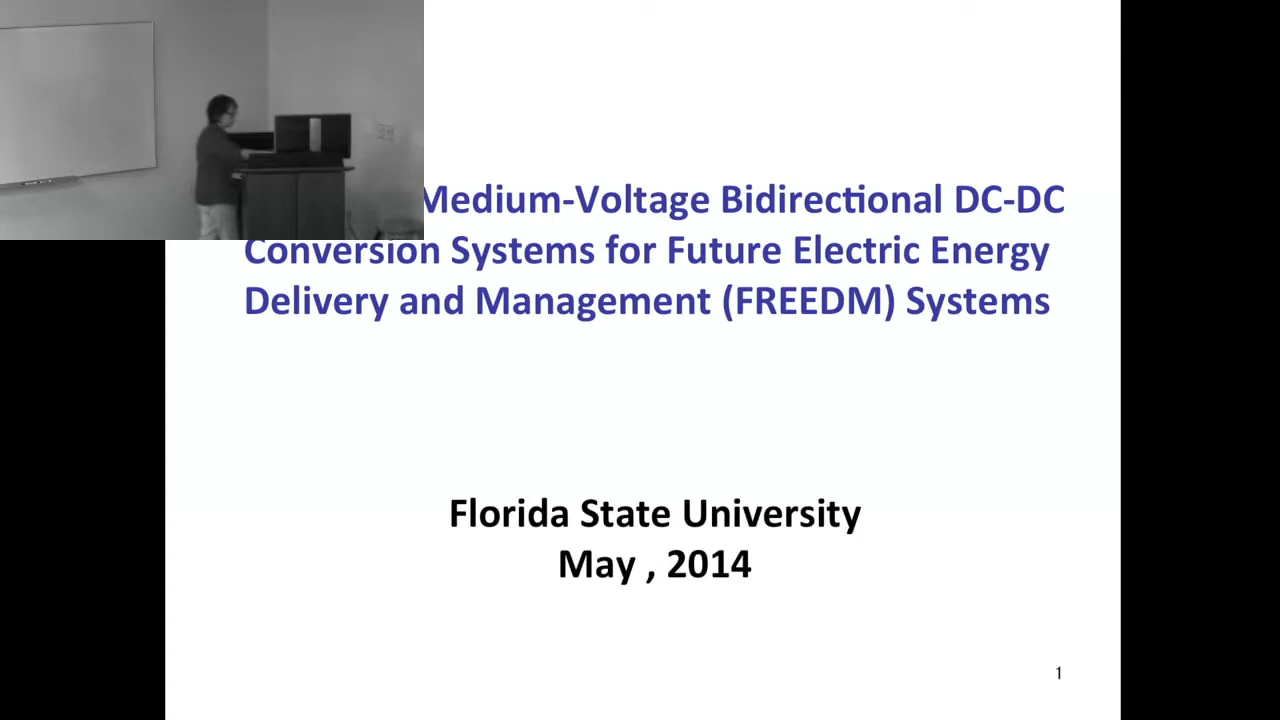 Medium-Voltage Bidirectional DC-DC
Conversion Systems for Future Electric Energy
Delivery and Management (FREEDM) Systems
Florida State University
May , 2014
1